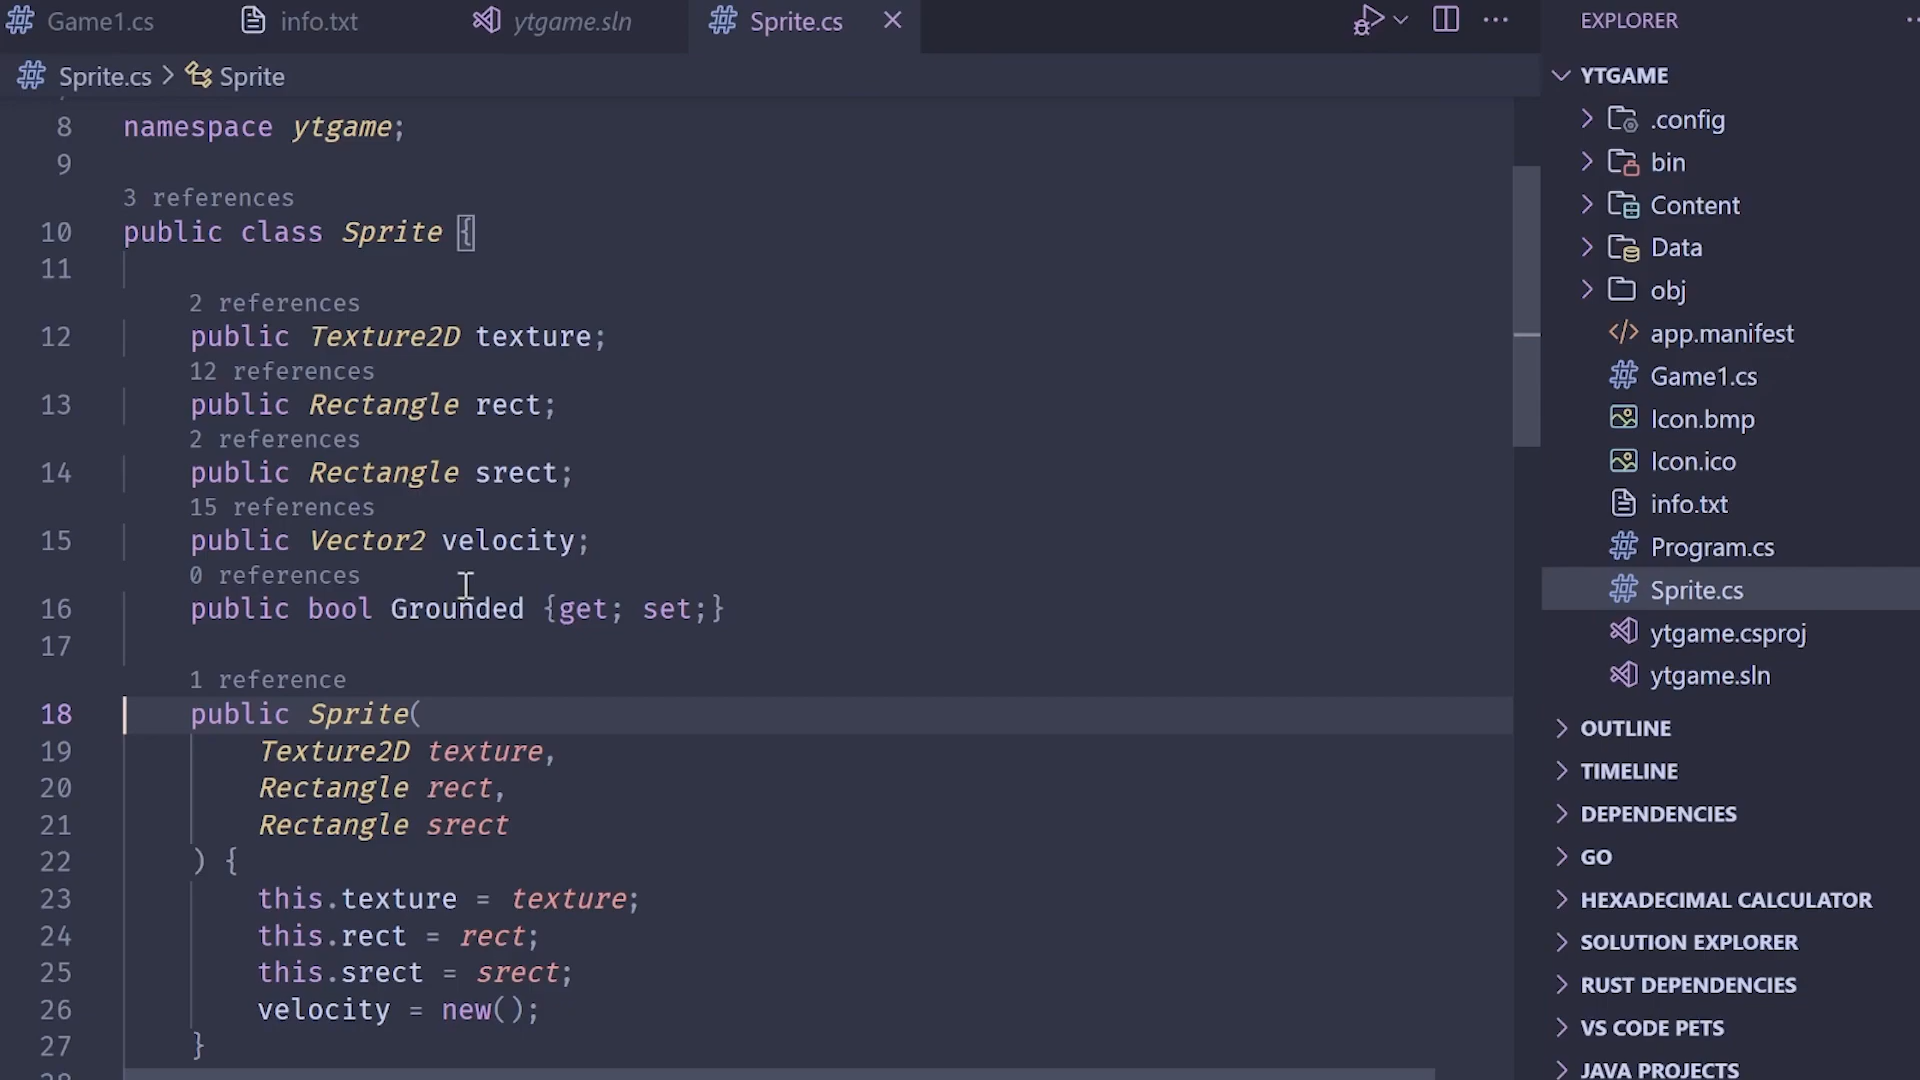 Game1.cs
info.txt
ytgame.sln
Sprite.cs
Sprite.cs > Sprite
8 namespace ytgame;
9
3 references
10 public class Sprite {
11
2 references
12 public Texture2D texture;
12 references
13 public Rectangle rect;
2 references
14 public Rectangle srect;
15 references
15 public Vector2 velocity;
0 references
16 public bool Grounded {get; set;}
17
1 reference
18 public Sprite(
19 Texture2D texture,
20 Rectangle rect,
21 Rectangle srect
22 ) {
23 this.texture = texture;
24 this.rect = rect;
25 this.srect = srect;
26 velocity = new();
27 }
EXPLORER
YTGAME
.config
bin
Content
Data
obj
app.manifest
Game1.cs
Icon.bmp
Icon.ico
info.txt
Program.cs
Sprite.cs
ytgame.csproj
ytgame.sln
OUTLINE
TIMELINE
DEPENDENCIES
GO
HEXADECIMAL CALCULATOR
SOLUTION EXPLORER
RUST DEPENDENCIES
VS CODE PETS
JAVA PROJECTS